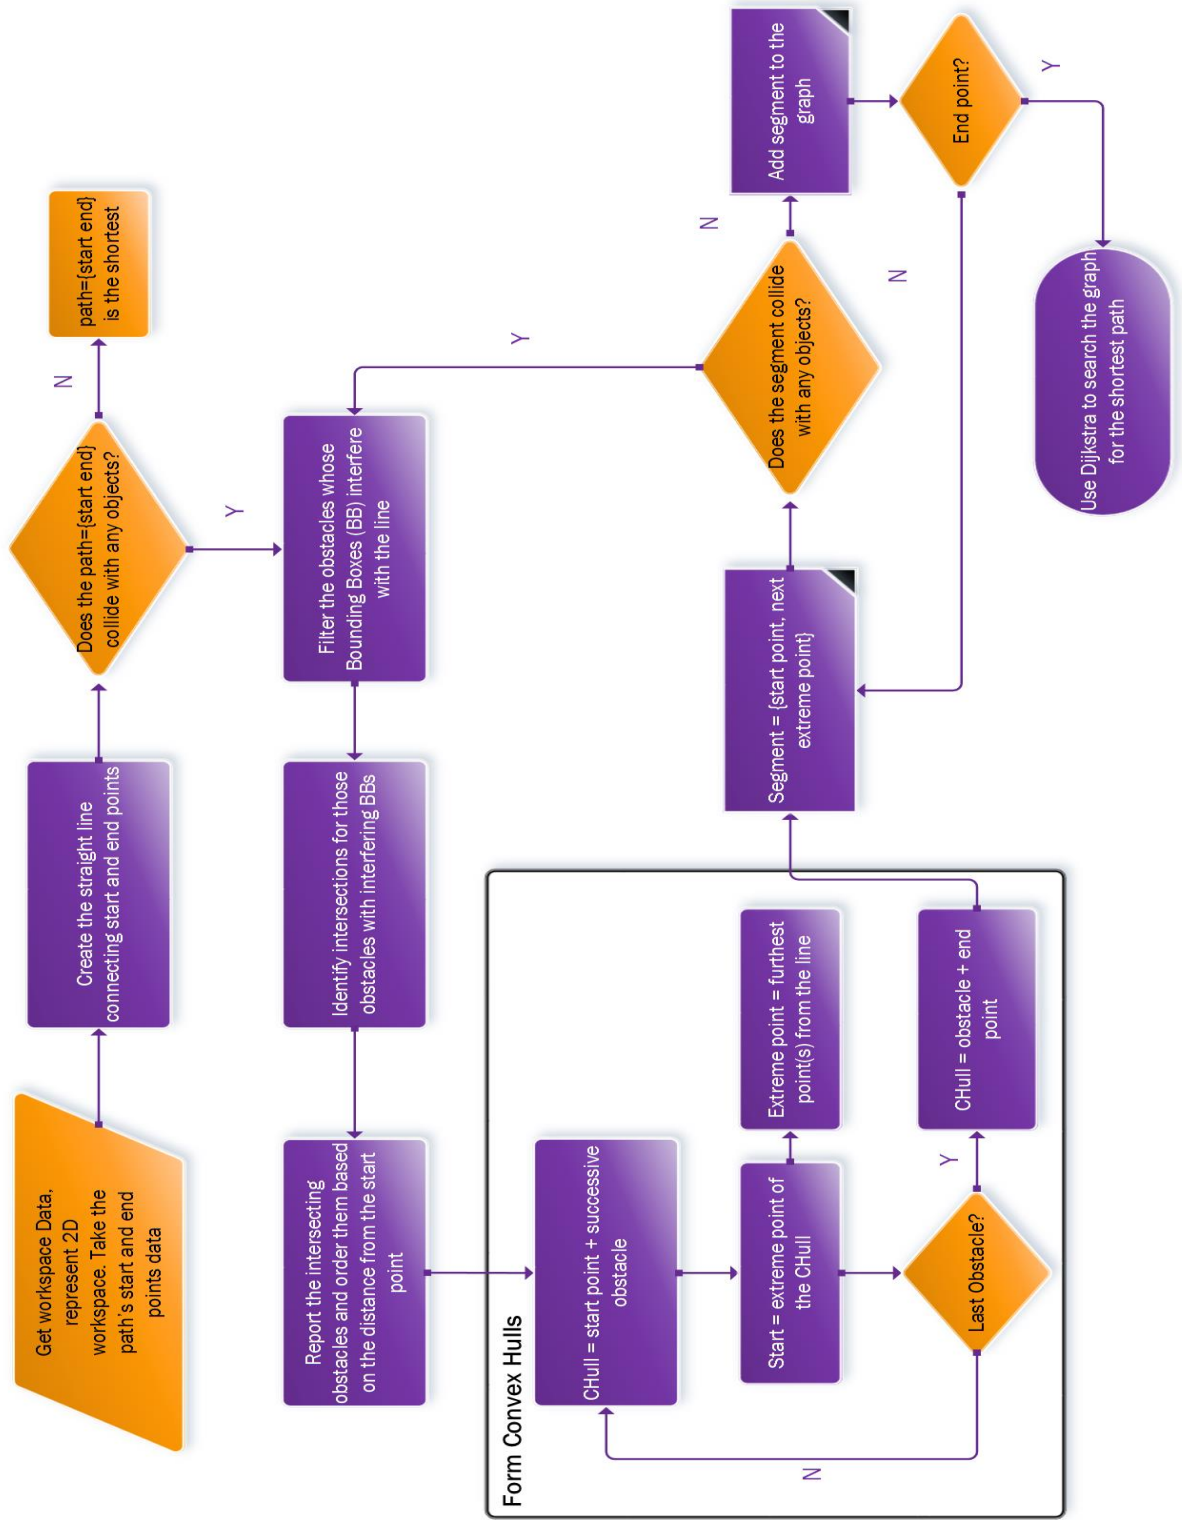 Get workspace Data,
represent 2D
workspace. Take the
path's start and end
points data
Create the straight line
connecting start and end points
Does the path={start end}
collide with any objects?
N
path={start end}
is the shortest
Y
Filter the obstacles whose
Bounding Boxes (BB) interfere
with the line
Identify intersections for those
obstacles with interfering BBs
Report the intersecting
obstacles and order them based
on the distance from the start
point
Form Convex Hulls
CHull = start point + successive
obstacle
Start = extreme point of
the CHull
Extreme point = furthest
point(s) from the line
Last Obstacle?
N
Y
CHull = obstacle + end
point
Segment = {start point, next
extreme point}
Does the segment collide
with any objects?
Y
N
Add segment to the
graph
End point?
N
Y
Use Dijkstra to search the graph
for the shortest path